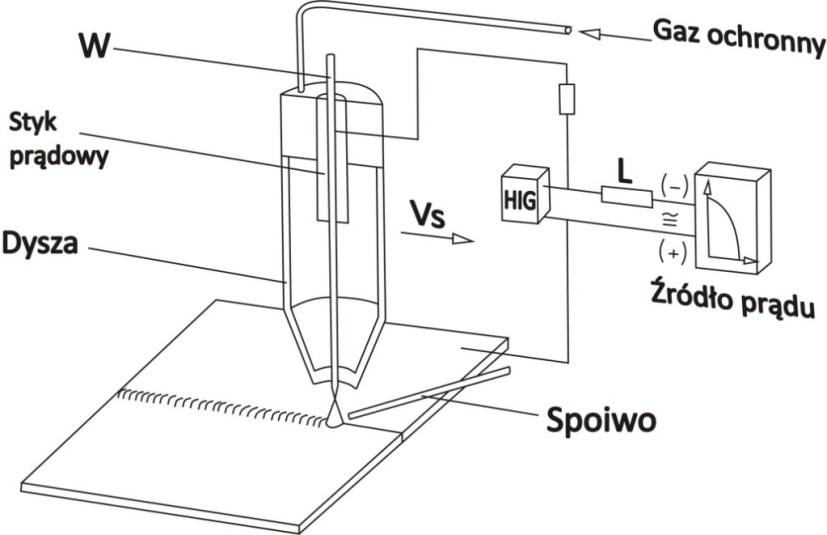 Gaz ochronny
W
Styk
prądowy
L
(-)
HIG
≅
Vs
Dysza
(+)
Źródło prądu
Spoiwo